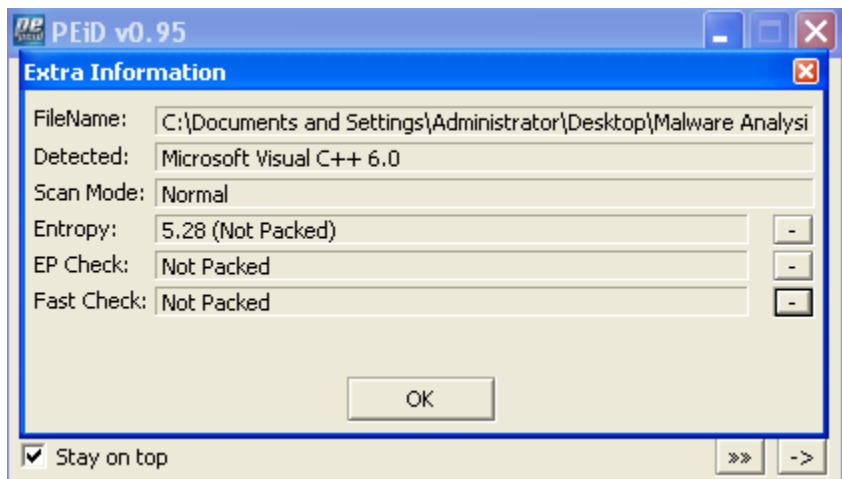 PEiD v0.95
Extra Information
FileName: C:\Documents and Settings\Administrator\Desktop\Malware Analysi
Detected: Microsoft Visual C++ 6.0
Scan Mode: Normal
Entropy: 5.28 (Not Packed) -
EP Check: Not Packed -
Fast Check: Not Packed -
OK
Stay on top »» ->